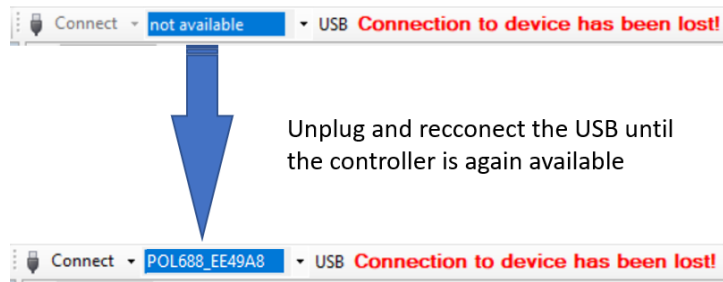 Connect not available USB Connection to device has been lost!
Unplug and recconect the USB until
the controller is again available
Connect POL688_EE49A8 USB Connection to device has been lost!